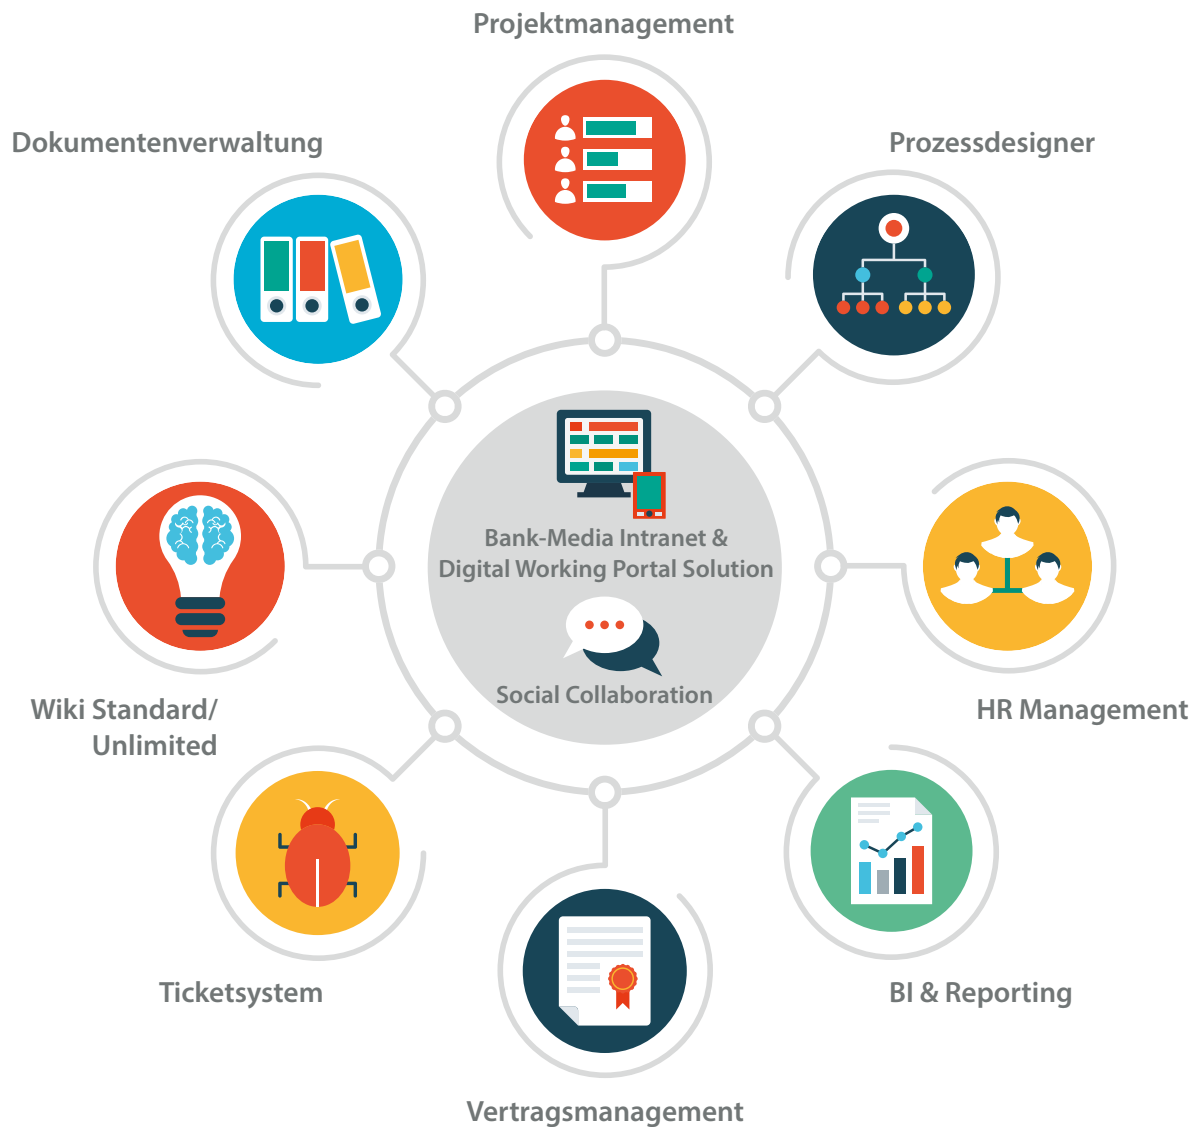 Projektmanagement
Dokumentenverwaltung
Prozessdesigner
Bank-Media Intranet &
Digital Working Portal Solution
Social Collaboration
Wiki Standard/
Unlimited
HR Management
Ticketsystem
BI & Reporting
Vertragsmanagement